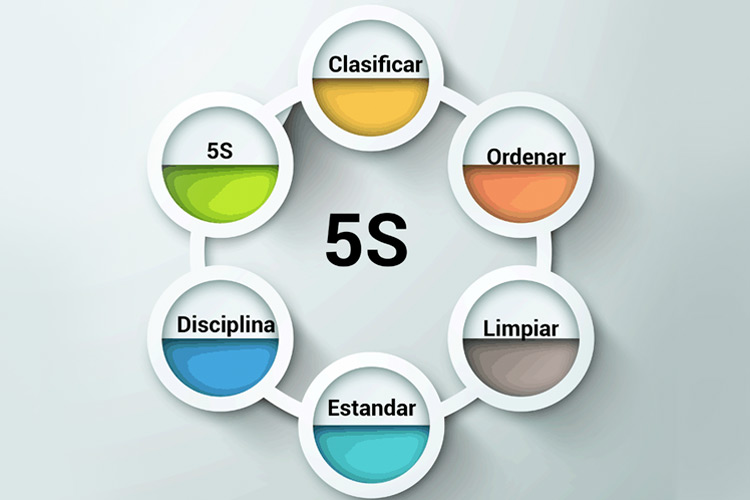 Clasificar
Ordenar
Limpiar
Estandar
Disciplina
5S
5S